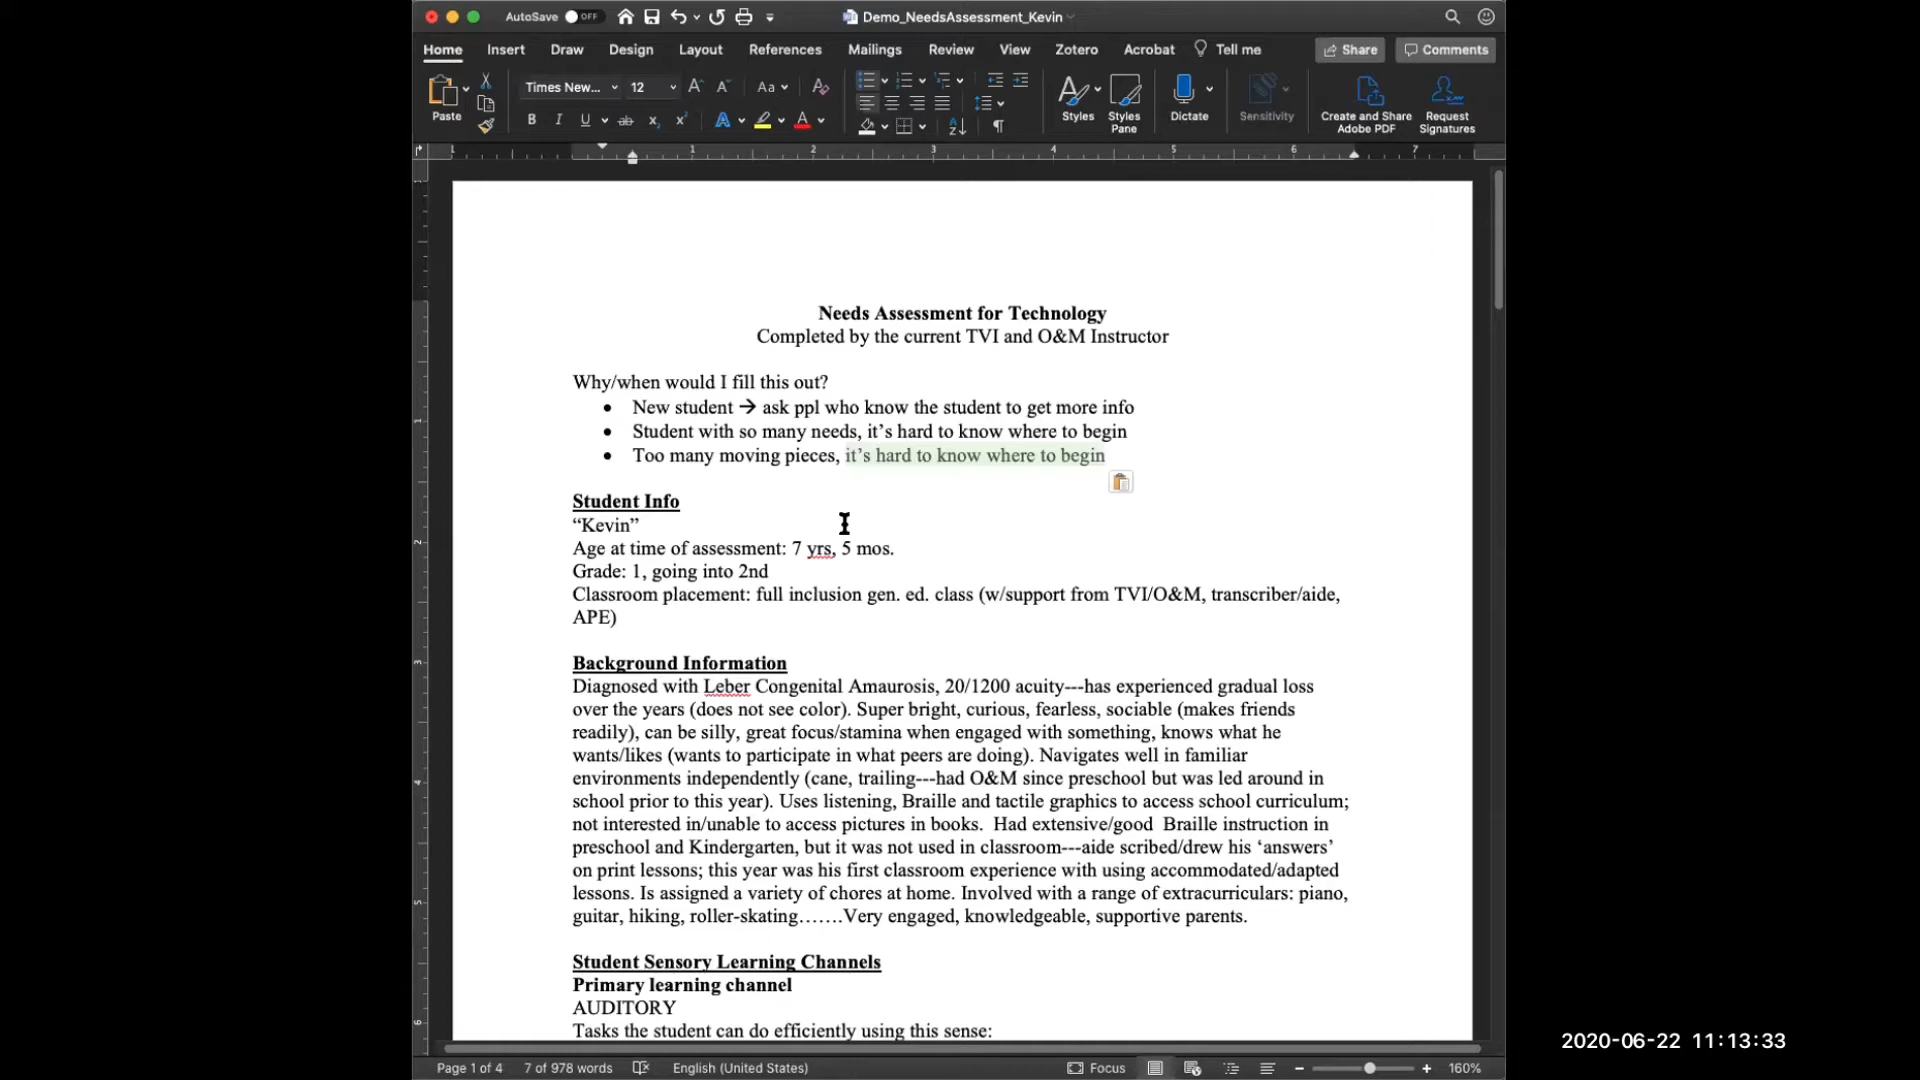 AutoSave OFF Demo_NeedsAssessment_Kevin
Home Insert Draw Design Layout References Mailings Review View Zotero Acrobat Tell me Share Comments
Paste Times New... 12 Aa Styles Styles Pane Dictate Sensitivity Create and Share Adobe PDF Request Signatures
1 1 2 3 4 5 6 7
Needs Assessment for Technology
Completed by the current TVI and O&M Instructor
Why/when would I fill this out?
• New student → ask ppl who know the student to get more info
• Student with so many needs, it’s hard to know where to begin
• Too many moving pieces, it’s hard to know where to begin
Student Info
“Kevin”
Age at time of assessment: 7 yrs, 5 mos.
Grade: 1, going into 2nd
Classroom placement: full inclusion gen. ed. class (w/support from TVI/O&M, transcriber/aide,
APE)
Background Information
Diagnosed with Leber Congenital Amaurosis, 20/1200 acuity---has experienced gradual loss
over the years (does not see color). Super bright, curious, fearless, sociable (makes friends
readily), can be silly, great focus/stamina when engaged with something, knows what he
wants/likes (wants to participate in what peers are doing). Navigates well in familiar
environments independently (cane, trailing---had O&M since preschool but was led around in
school prior to this year). Uses listening, Braille and tactile graphics to access school curriculum;
not interested in/unable to access pictures in books.  Had extensive/good  Braille instruction in
preschool and Kindergarten, but it was not used in classroom---aide scribed/drew his ‘answers’
on print lessons; this year was his first classroom experience with using accommodated/adapted
lessons. Is assigned a variety of chores at home. Involved with a range of extracurriculars: piano,
guitar, hiking, roller-skating…….Very engaged, knowledgeable, supportive parents.
Student Sensory Learning Channels
Primary learning channel
AUDITORY
Tasks the student can do efficiently using this sense:
Page 1 of 4 7 of 978 words English (United States) Focus 160%
2020-06-22 11:13:33